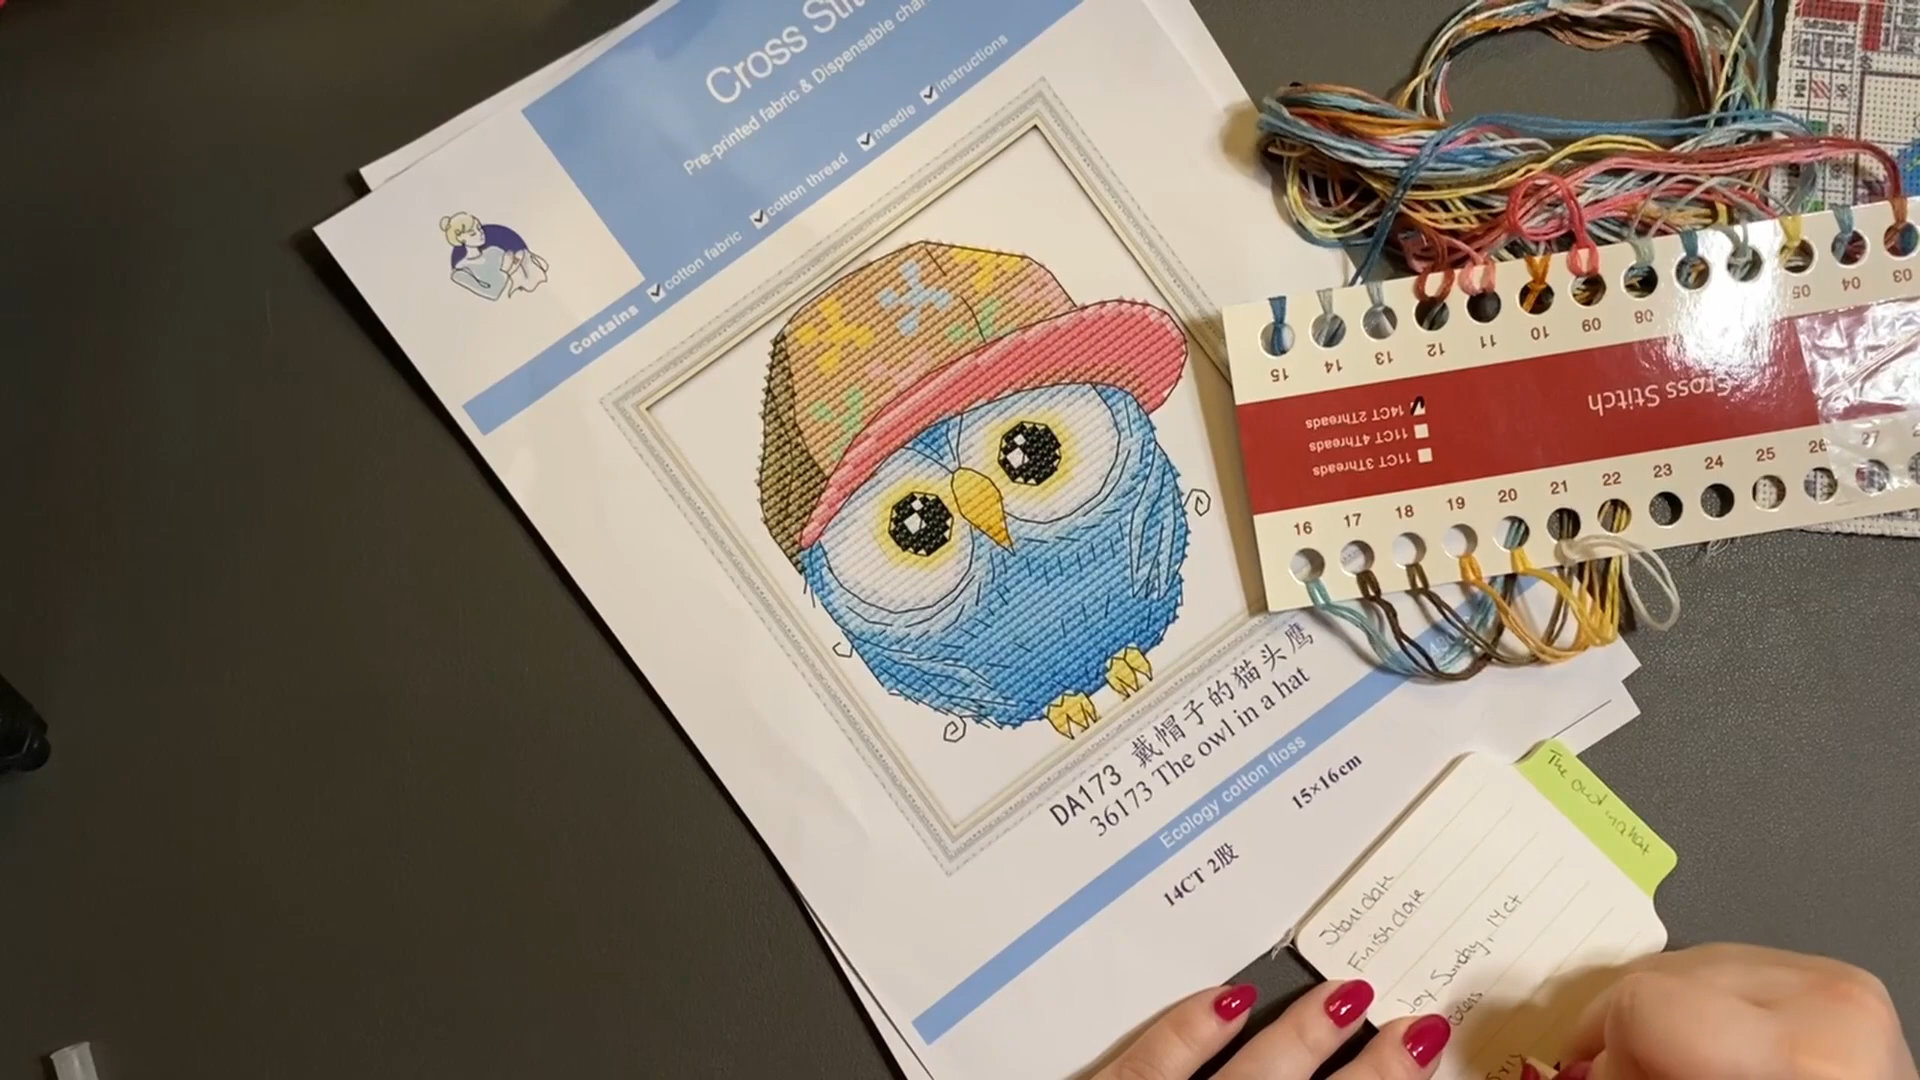 Cross Sti
Pre-printed fabric & Dispensable char
Contains ✓cotton fabric ✓cotton thread ✓needle ✓instructions
DA173 戴帽子的猫头鹰
36173 The owl in a hat
Ecology cotton floss
14CT 2股 15×16cm
15 14 13 12 11 10 09 08 05 04 03
Cross Stitch
14CT 2Threads
11CT 4Threads
11CT 3Threads
16 17 18 19 20 21 22 23 24 25 26 27
The owl in a hat
Start date
Finish date
Joy Sunday, 14ct